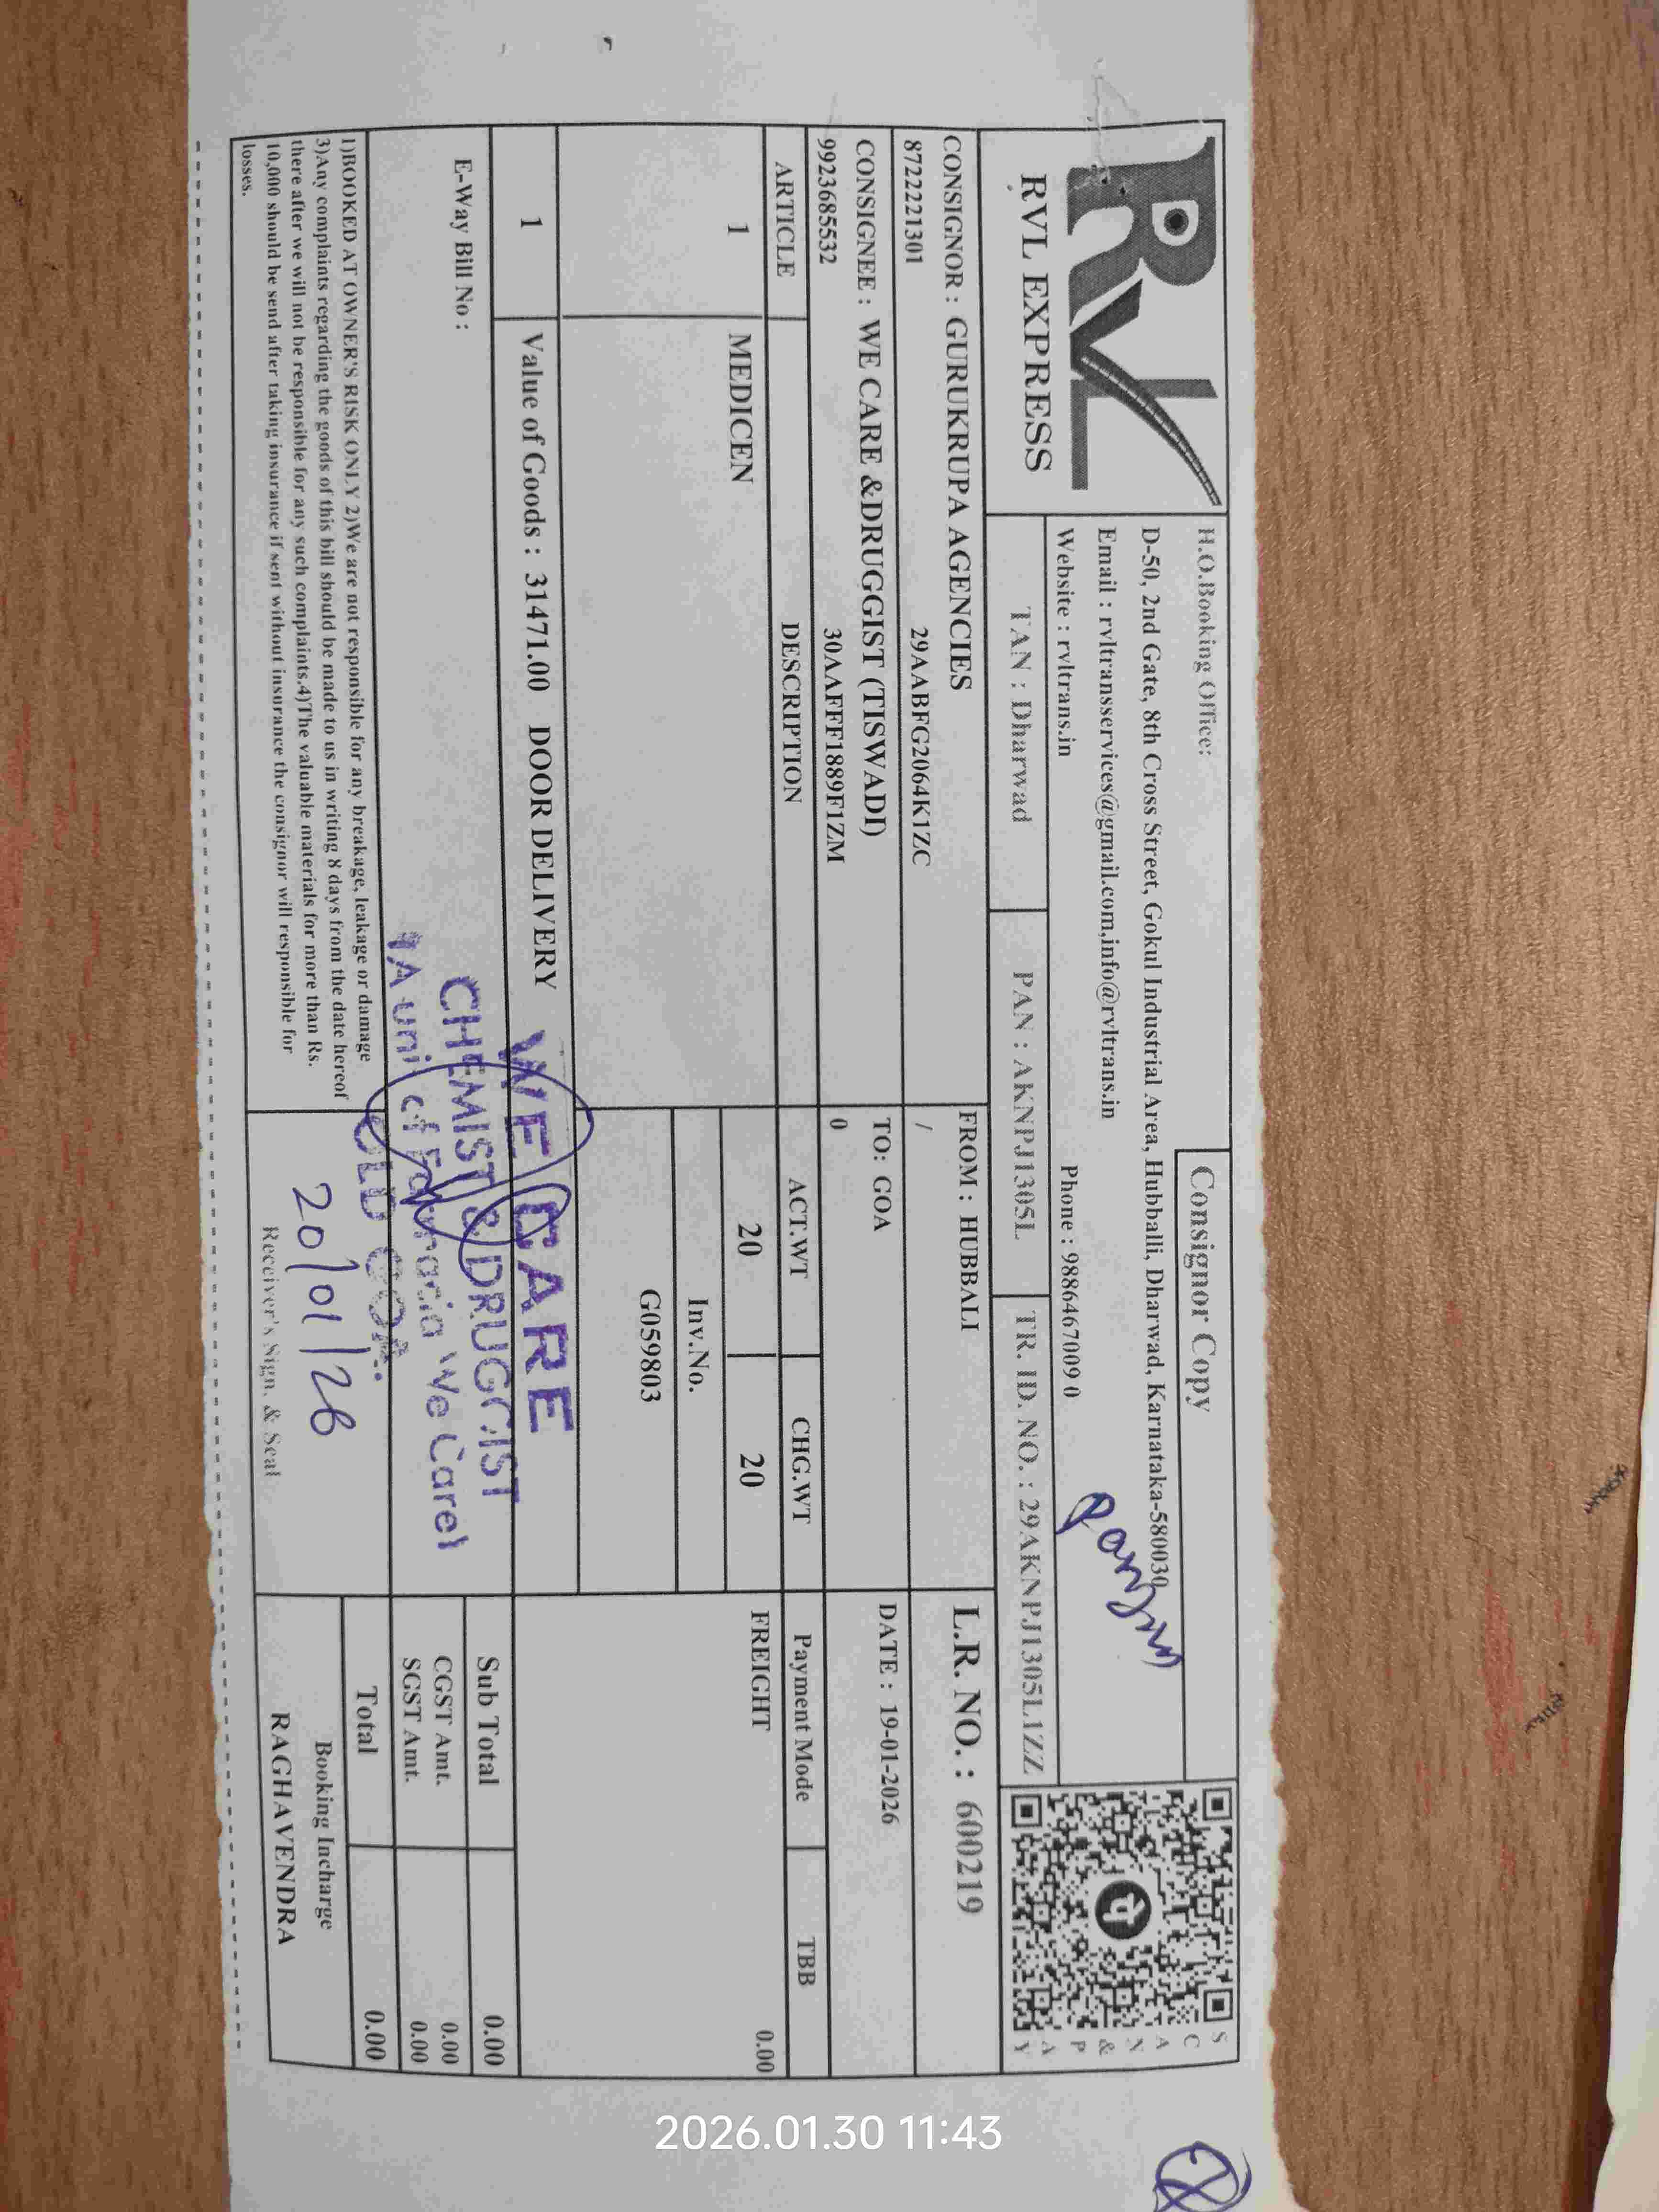 RVL
RVL EXPRESS
H.O.Booking Office:
Consignor Copy
D-50, 2nd Gate, 8th Cross Street, Gokul Industrial Area, Hubballi, Dharwad, Karnataka-580030
Email : rvltransservices@gmail.com,info@rvltrans.in
Website : rvltrans.in Phone : 9886467009 0
TAN : Dharwad PAN : AKNPJ1305L TR. ID. NO. : 29AKNPJ1305L1ZZ
SCAN & PAY
CONSIGNOR : GURUKRUPA AGENCIES FROM : HUBBALI L.R. NO. : 600219
8722221301 29AABFG2064K1ZC /
CONSIGNEE : WE CARE &DRUGGIST (TISWADI) TO: GOA DATE : 19-01-2026
9923685532 30AAFFF1889F1ZM 0
ARTICLE DESCRIPTION ACT.WT CHG.WT Payment Mode TBB
1 MEDICEN 20 20 FREIGHT 0.00
Inv.No.
G059803
1 Value of Goods : 31471.00 DOOR DELIVERY
WE CARE
CHEMIST & DRUGGIST
We Care
Sub Total 0.00
E-Way Bill No :
CGST Amt. 0.00
SGST Amt. 0.00
Total 0.00
1)BOOKED AT OWNER'S RISK ONLY 2)We are not responsible for any breakage, leakage or damage
3)Any complaints regarding the goods of this bill should be made to us in writing 8 days from the date hereof
there after we will not be responsible for any such complaints.4)The valuable materials for more than Rs.
10,000 should be send after taking insurance if sent without insurance the consignor will responsible for
losses.
20/01/26
Receiver's Sign. & Seal
Booking Incharge
RAGHAVENDRA
2026.01.30 11:43